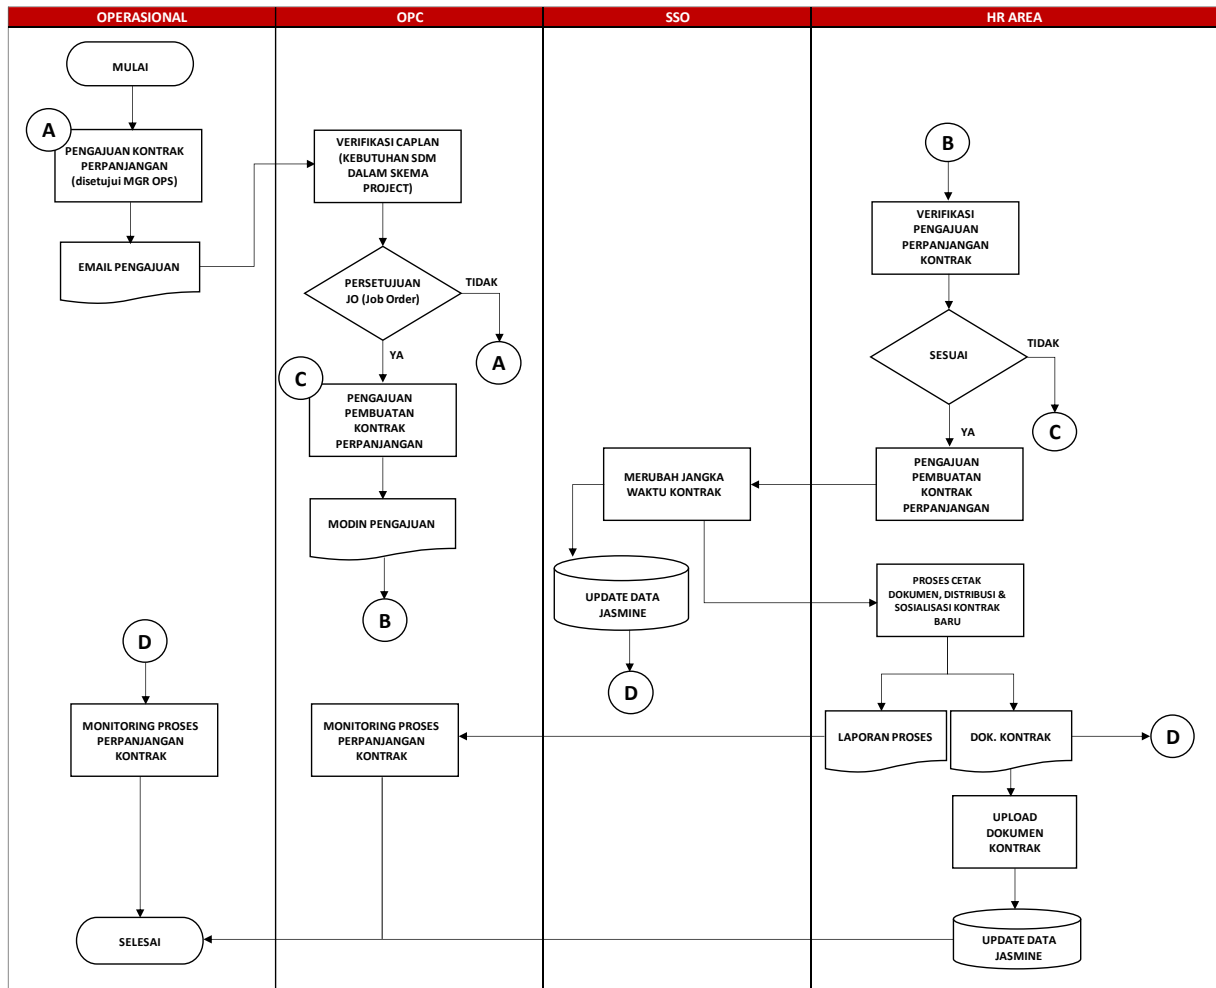 OPERASIONAL
OPC
SSO
HR AREA
MULAI
A
PENGAJUAN KONTRAK
PERPANJANGAN
(disetujui MGR OPS)
EMAIL PENGAJUAN
VERIFIKASI CAPLAN
(KEBUTUHAN SDM
DALAM SKEMA
PROJECT)
PERSETUJUAN
JO (Job Order)
TIDAK
A
YA
C
PENGAJUAN
PEMBUATAN
KONTRAK
PERPANJANGAN
MODIN PENGAJUAN
B
B
VERIFIKASI
PENGAJUAN
PERPANJANGAN
KONTRAK
SESUAI
TIDAK
C
YA
PENGAJUAN
PEMBUATAN
KONTRAK
PERPANJANGAN
MERUBAH JANGKA
WAKTU KONTRAK
UPDATE DATA
JASMINE
D
PROSES CETAK
DOKUMEN, DISTRIBUSI &
SOSIALISASI KONTRAK
BARU
LAPORAN PROSES
DOK. KONTRAK
D
D
MONITORING PROSES
PERPANJANGAN
KONTRAK
MONITORING PROSES
PERPANJANGAN
KONTRAK
UPLOAD
DOKUMEN
KONTRAK
UPDATE DATA
JASMINE
SELESAI